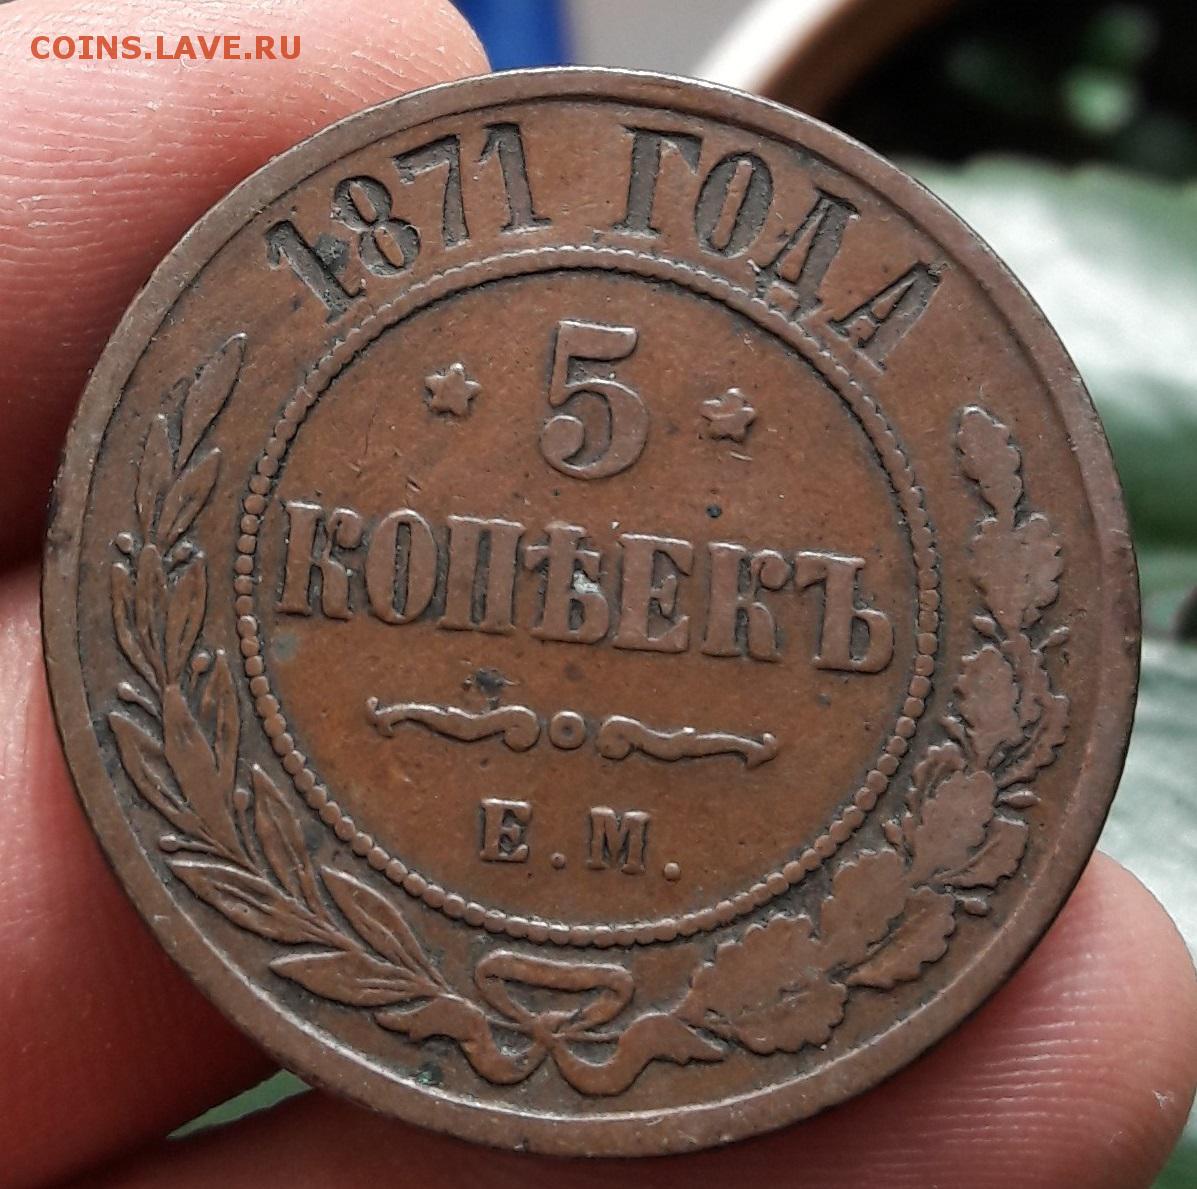 COINS.LAVE.RU
1871 ГОДА
* 5 *
КОПѢЕКЪ
Е.М.